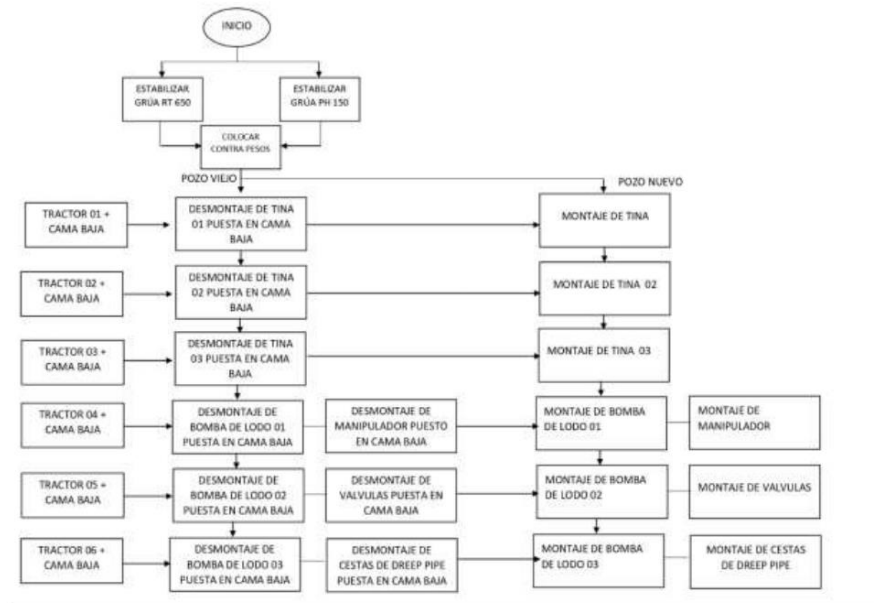 INICIO
ESTABILIZAR
GRÚA RT 650
ESTABILIZAR
GRÚA PH 150
COLOCAR
CONTRA PESOS
POZO VIEJO
POZO NUEVO
TRACTOR 01 +
CAMA BAJA
DESMONTAJE DE TINA
01 PUESTA EN CAMA
BAJA
MONTAJE DE TINA
TRACTOR 02 +
CAMA BAJA
DESMONTAJE DE TINA
02 PUESTA EN CAMA
BAJA
MONTAJE DE TINA 02
TRACTOR 03 +
CAMA BAJA
DESMONTAJE DE TINA
03 PUESTA EN CAMA
BAJA
MONTAJE DE TINA 03
TRACTOR 04 +
CAMA BAJA
DESMONTAJE DE
BOMBA DE LODO 01
PUESTA EN CAMA BAJA
DESMONTAJE DE
MANIPULADOR PUESTO
EN CAMA BAJA
MONTAJE DE BOMBA
DE LODO 01
MONTAJE DE
MANIPULADOR
TRACTOR 05 +
CAMA BAJA
DESMONTAJE DE
BOMBA DE LODO 02
PUESTA EN CAMA BAJA
DESMONTAJE DE
VALVULAS PUESTA EN
CAMA BAJA
MONTAJE DE BOMBA
DE LODO 02
MONTAJE DE VALVULAS
TRACTOR 06 +
CAMA BAJA
DESMONTAJE DE
BOMBA DE LODO 03
PUESTA EN CAMA BAJA
DESMONTAJE DE
CESTAS DE DREEP PIPE
PUESTA EN CAMA BAJA
MONTAJE DE BOMBA
DE LODO 03
MONTAJE DE CESTAS
DE DREEP PIPE